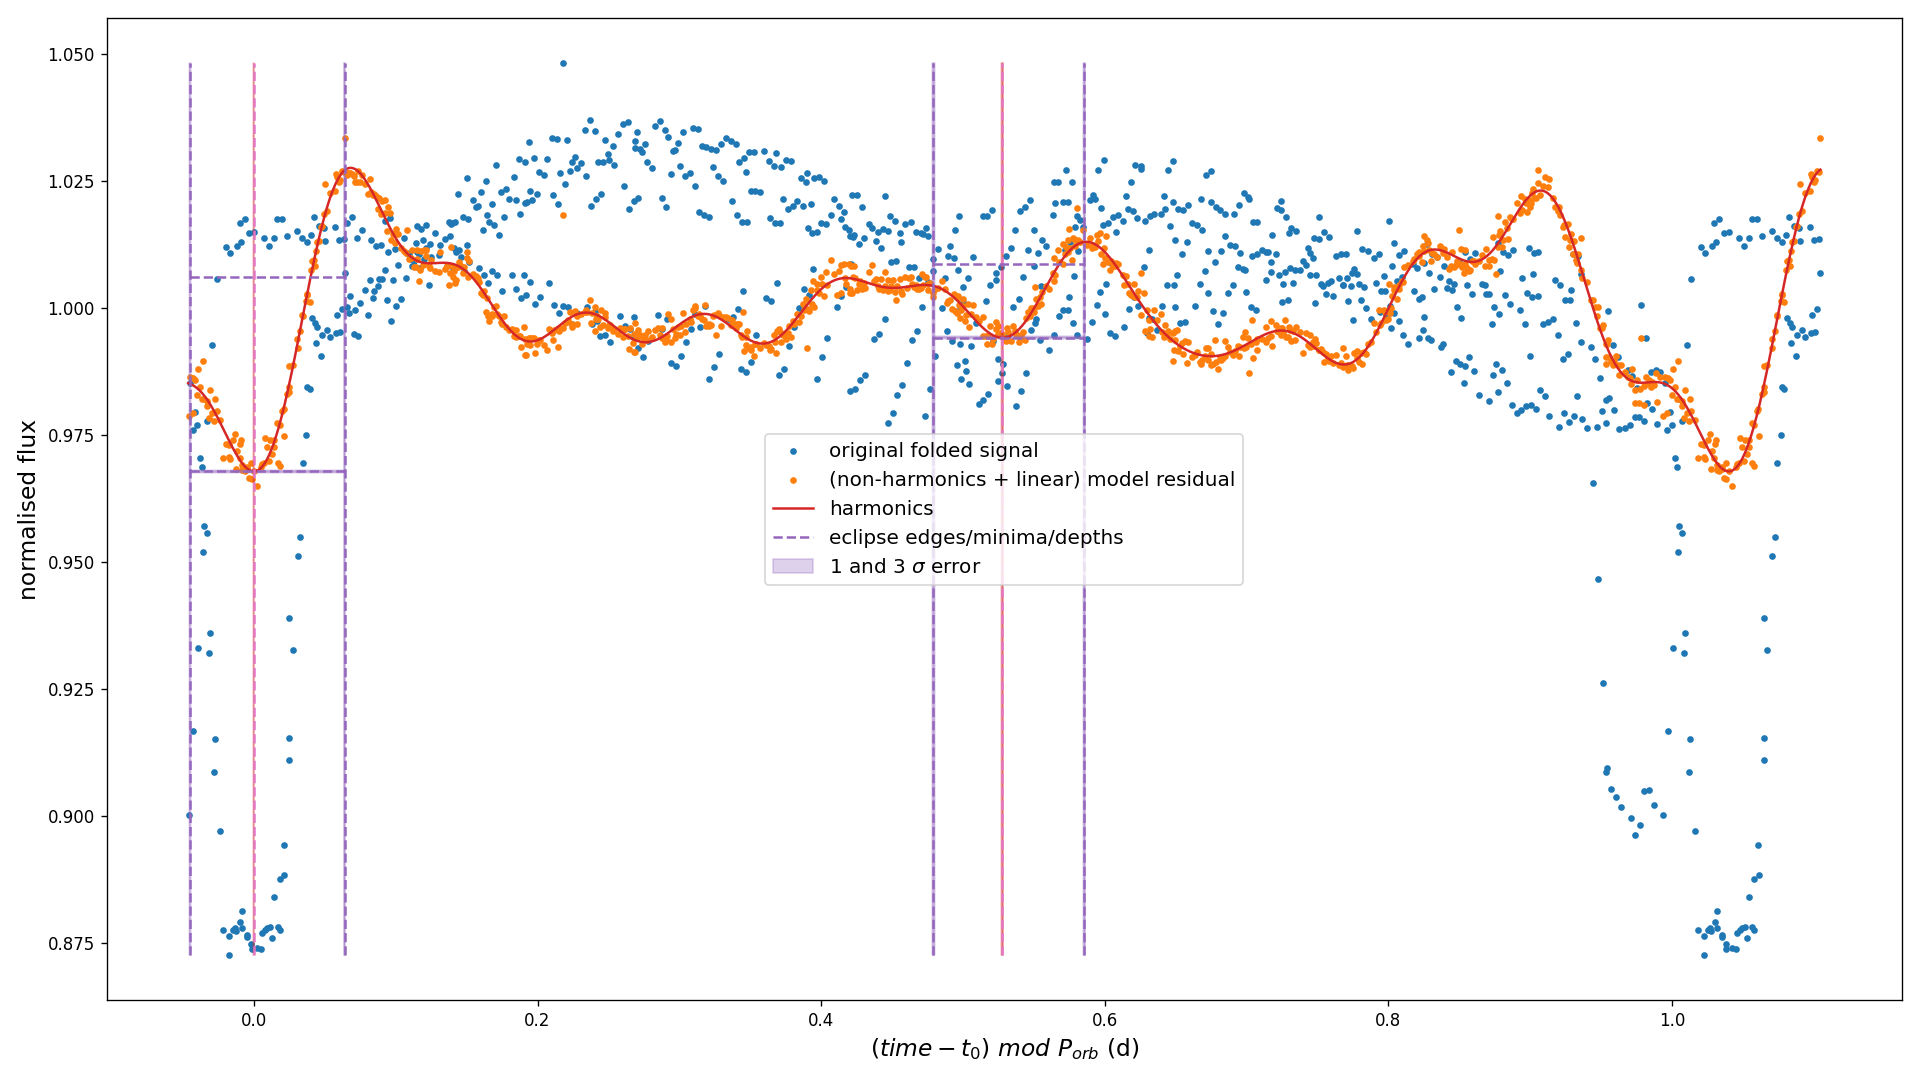 1.050
1.025
1.000
0.975
0.950
0.925
0.900
0.875
normalised flux
original folded signal
(non-harmonics + linear) model residual
harmonics
eclipse edges/minima/depths
1 and 3 σ error
0.0 0.2 0.4 0.6 0.8 1.0
(time − t₀) mod Pₒᵣb (d)